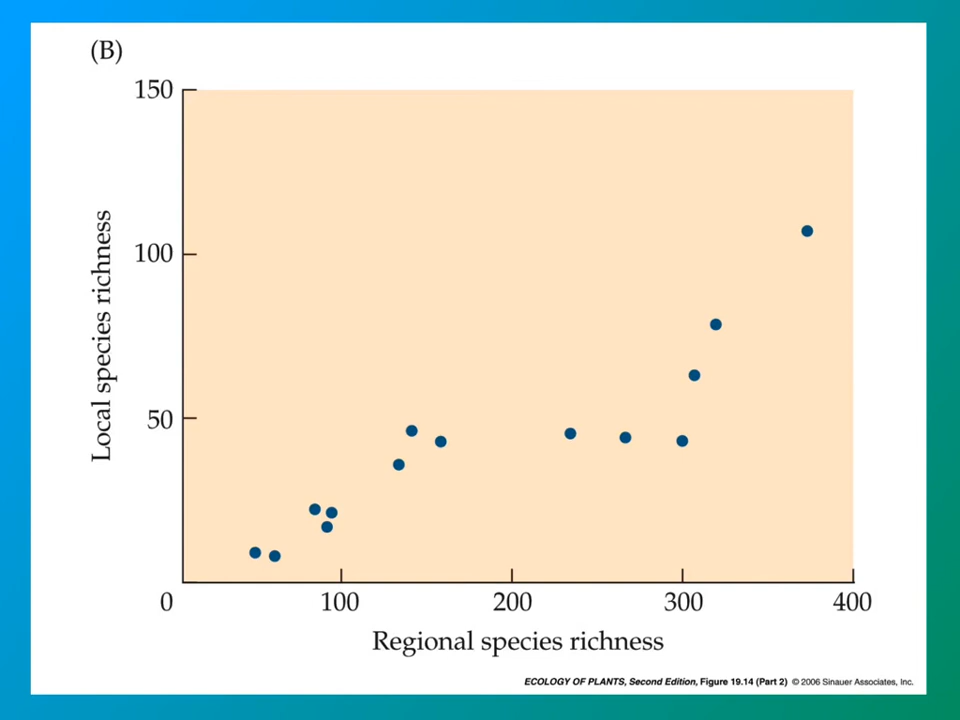 (B)
150
100
50
0
100
200
300
400
Local species richness
Regional species richness
ECOLOGY OF PLANTS, Second Edition, Figure 19.14 (Part 2) © 2006 Sinauer Associates, Inc.